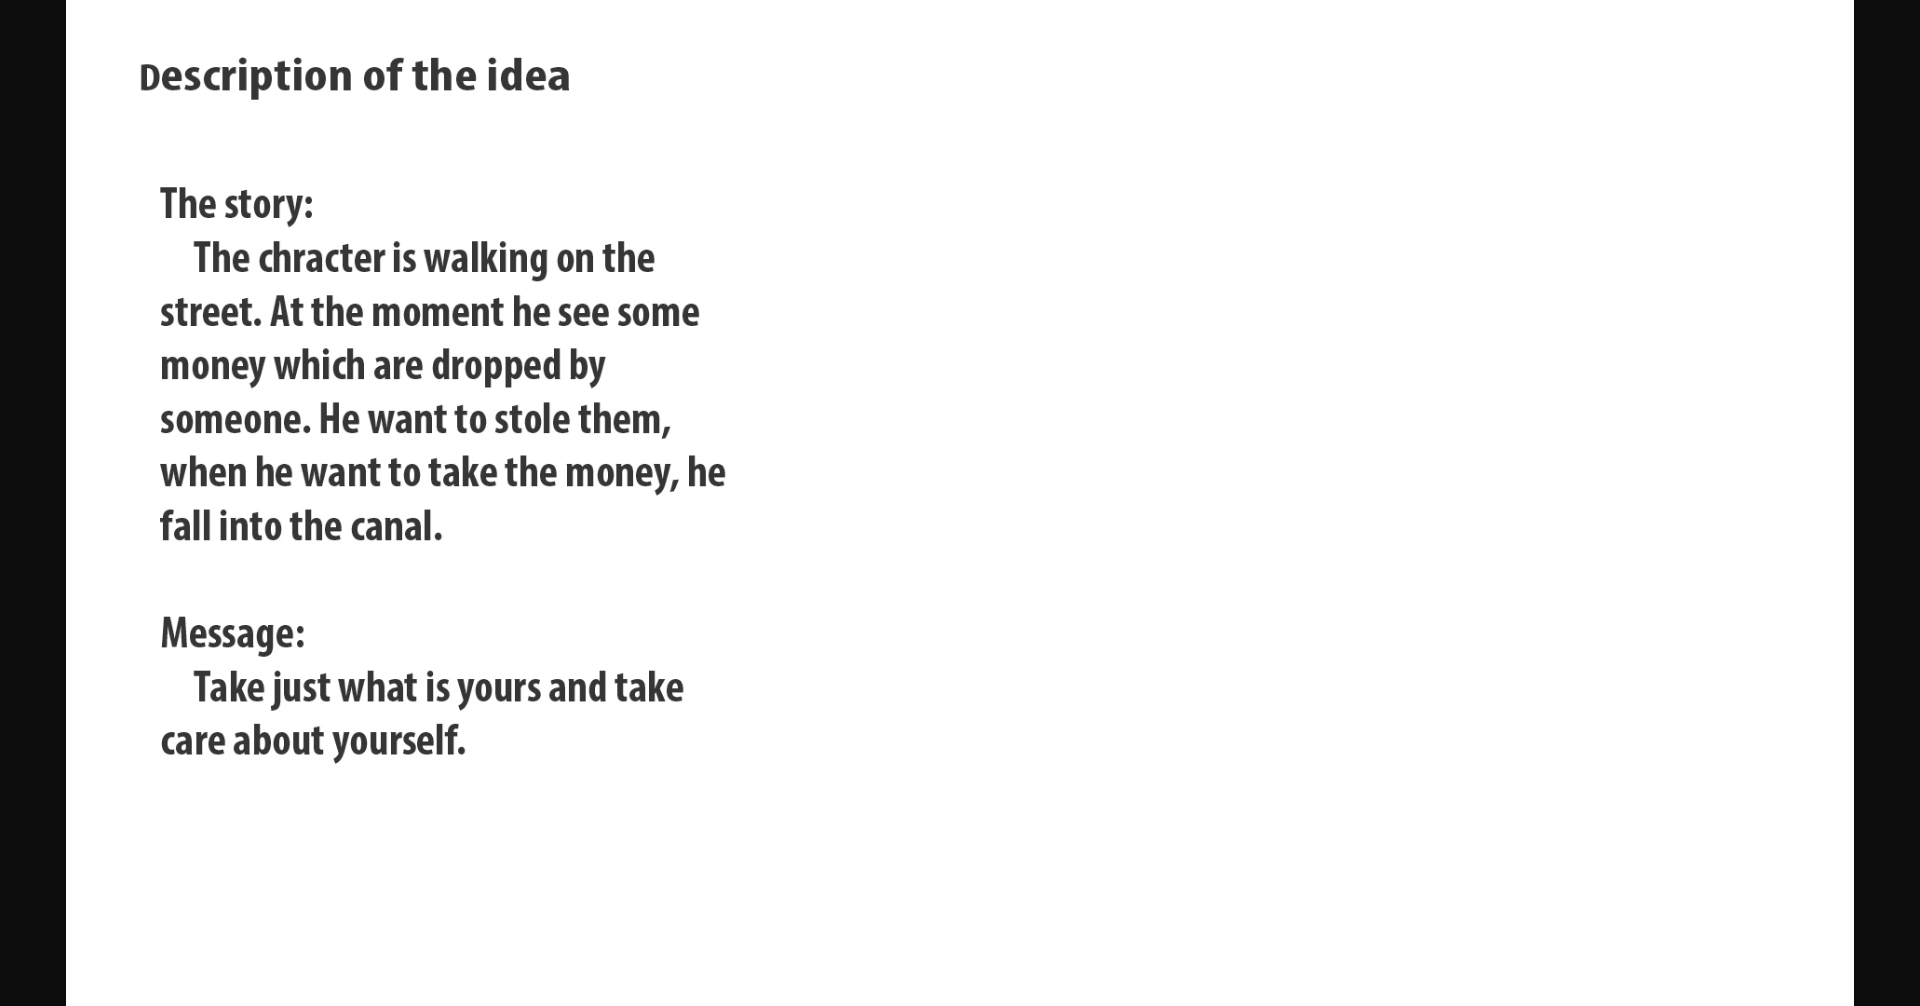 Description of the idea
The story:
The chracter is walking on the
street. At the moment he see some
money which are dropped by
someone. He want to stole them,
when he want to take the money, he
fall into the canal.
Message:
Take just what is yours and take
care about yourself.